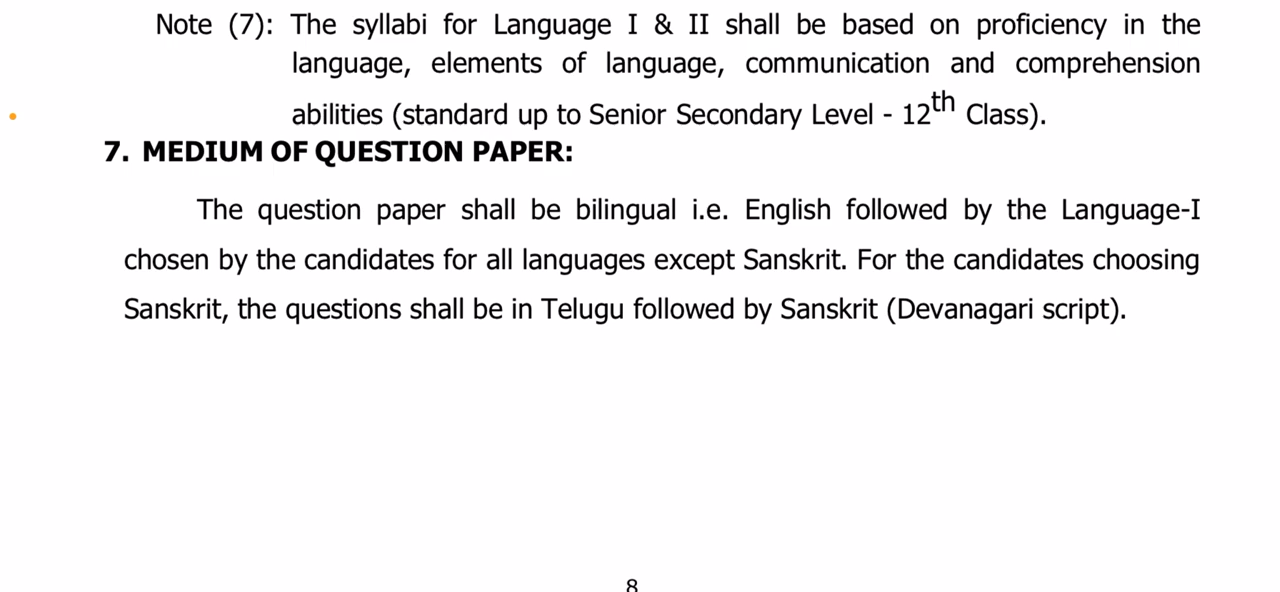 Note (7): The syllabi for Language I & II shall be based on proficiency in the
language, elements of language, communication and comprehension
abilities (standard up to Senior Secondary Level - 12th Class).
7. MEDIUM OF QUESTION PAPER:
The question paper shall be bilingual i.e. English followed by the Language-I
chosen by the candidates for all languages except Sanskrit. For the candidates choosing
Sanskrit, the questions shall be in Telugu followed by Sanskrit (Devanagari script).
8